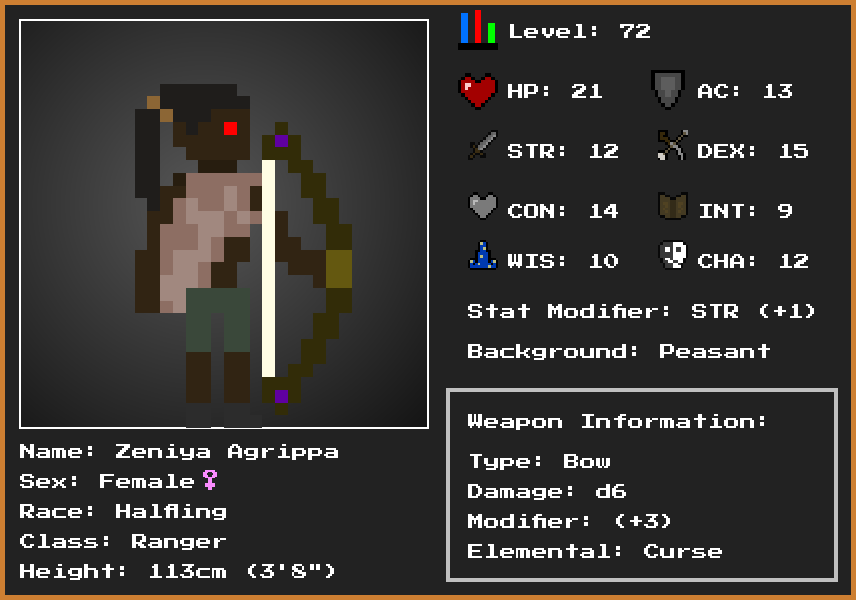 Level: 72
HP: 21
AC: 13
STR: 12
DEX: 15
CON: 14
INT: 9
WIS: 10
CHA: 12
Stat Modifier: STR (+1)
Background: Peasant
Weapon Information:
Type: Bow
Damage: d6
Modifier: (+3)
Elemental: Curse
Name: Zeniya Agrippa
Sex: Female♀
Race: Halfling
Class: Ranger
Height: 113cm (3'8")